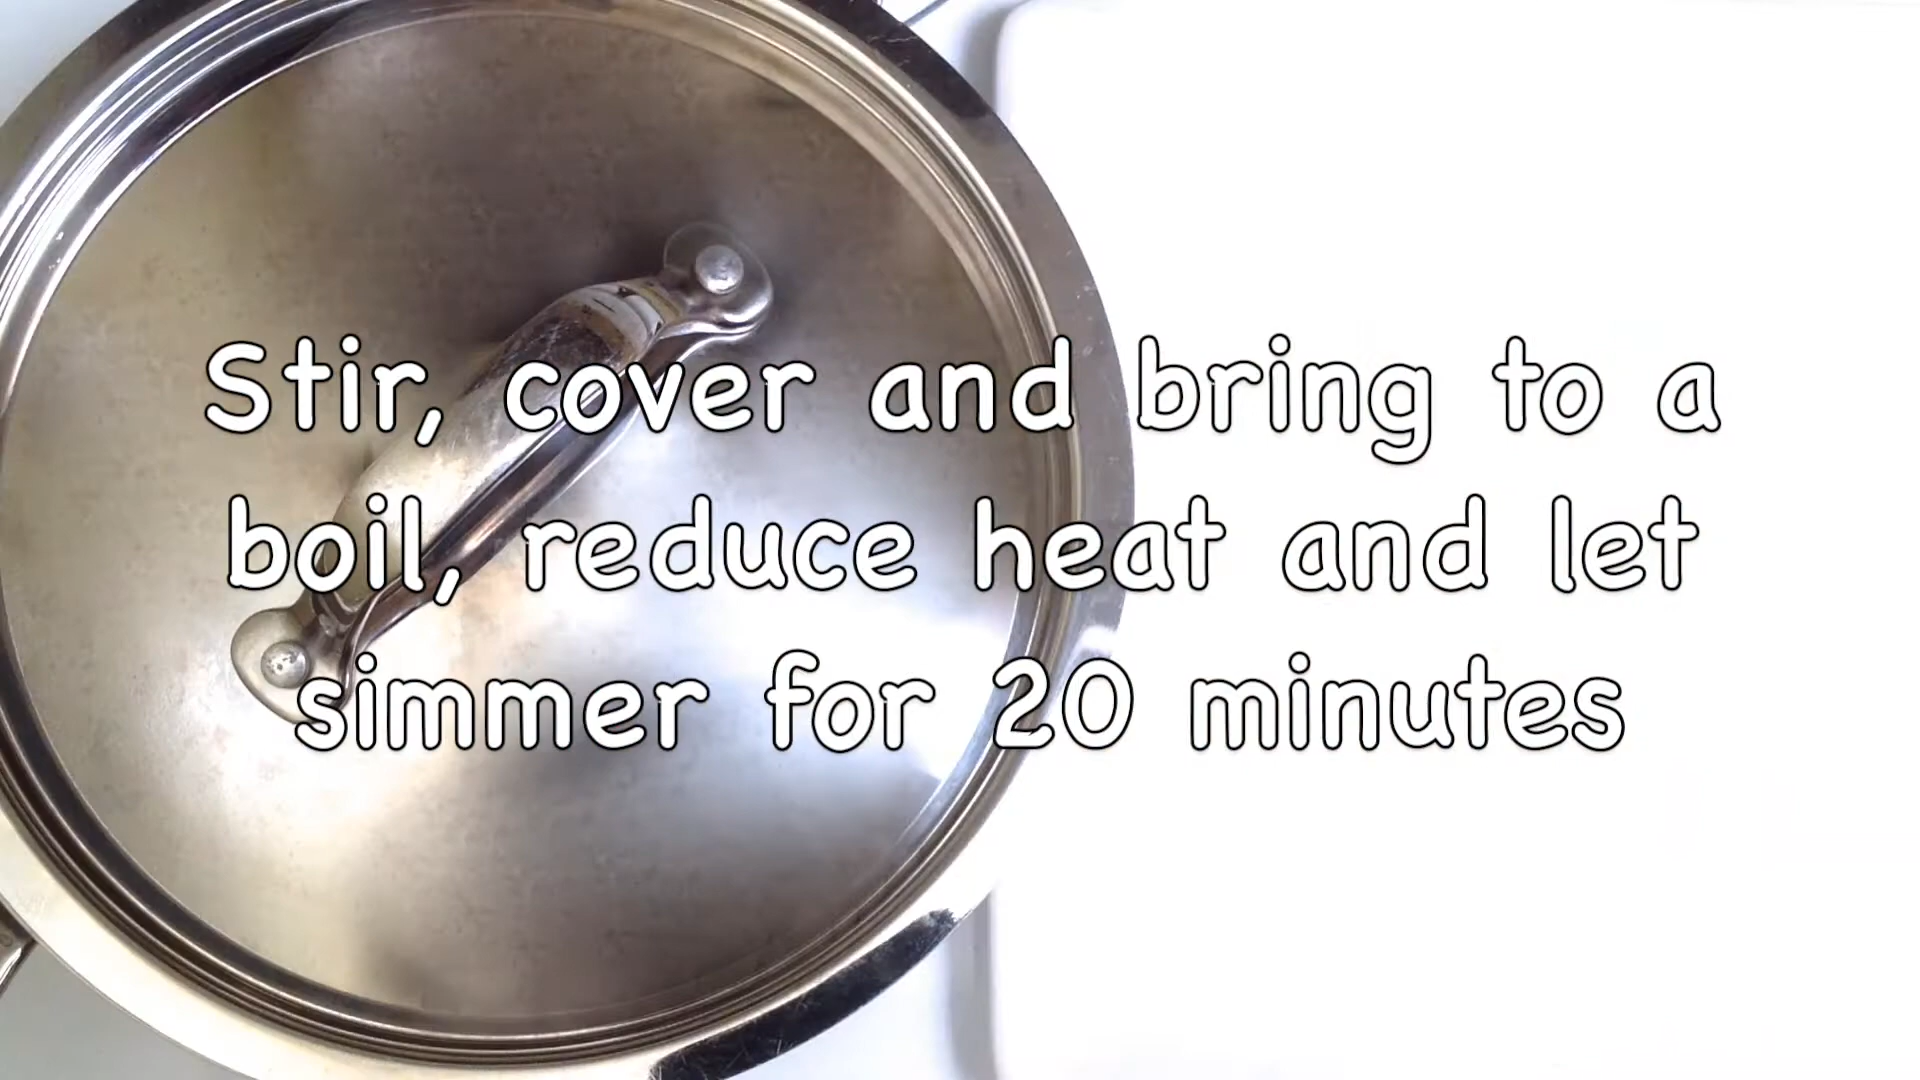 Stir, cover and bring to a
boil, reduce heat and let
simmer for 20 minutes